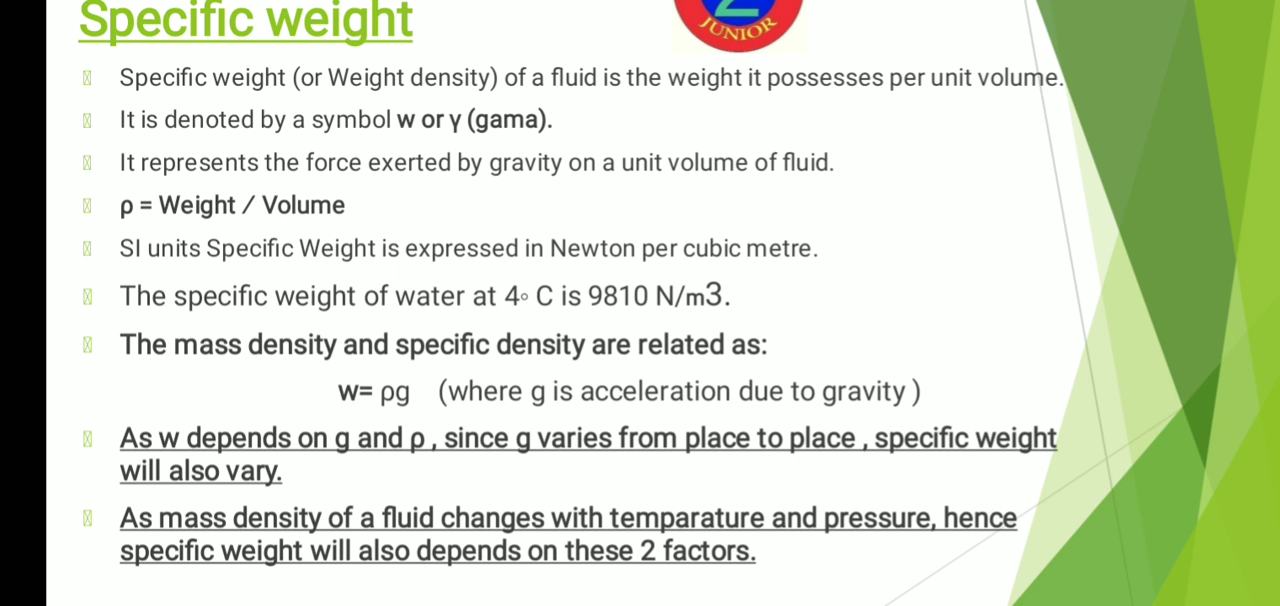 Specific weight
JUNIOR
Specific weight (or Weight density) of a fluid is the weight it possesses per unit volume.
It is denoted by a symbol w or γ (gama).
It represents the force exerted by gravity on a unit volume of fluid.
ρ = Weight / Volume
SI units Specific Weight is expressed in Newton per cubic metre.
The specific weight of water at 4◦ C is 9810 N/m3.
The mass density and specific density are related as:
w= ρg (where g is acceleration due to gravity )
As w depends on g and ρ , since g varies from place to place , specific weight
will also vary.
As mass density of a fluid changes with temparature and pressure, hence
specific weight will also depends on these 2 factors.